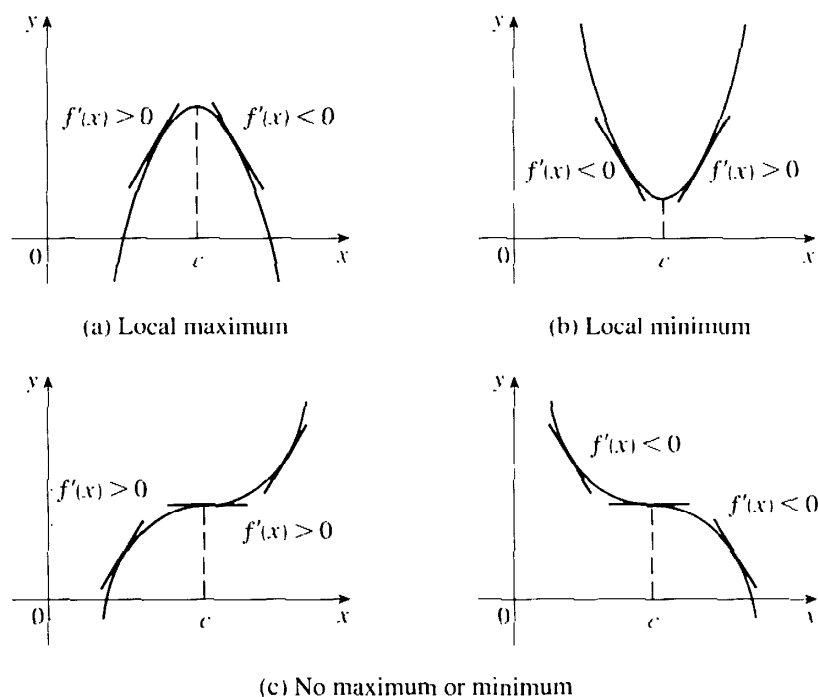 y
y
f'(x) > 0
f'(x) < 0
f'(x) < 0
f'(x) > 0
0
c
x
0
c
x
(a) Local maximum
(b) Local minimum
y
y
f'(x) < 0
f'(x) > 0
f'(x) < 0
f'(x) > 0
0
c
x
0
c
x
(c) No maximum or minimum